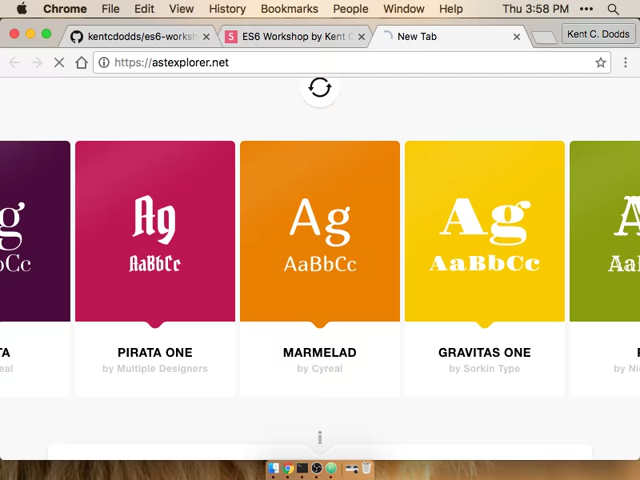 Chrome File Edit View History Bookmarks People Window Help Thu 3:58 PM
kentcdodds/es6-worksh ES6 Workshop by Kent C New Tab Kent C. Dodds
https://astexplorer.net
g Ag Ag Ag A
bCc AaBbCc AaBbCc AaBbCc Aa
TA PIRATA ONE MARMELAD GRAVITAS ONE
eal by Multiple Designers by Cyreal by Sorkin Type by Ni
i